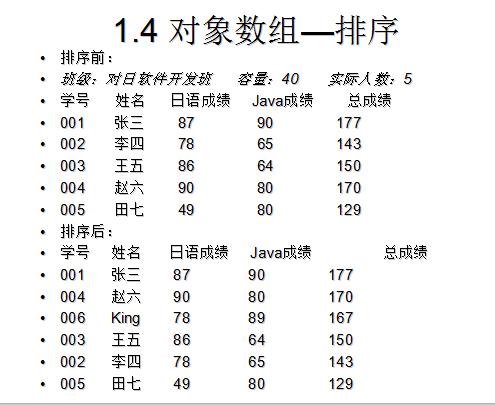 1.4 对象数组—排序
• 排序前：
• 班级：对日软件开发班 容量：40 实际人数：5
• 学号 姓名 日语成绩 Java成绩 总成绩
• 001 张三 87 90 177
• 002 李四 78 65 143
• 003 王五 86 64 150
• 004 赵六 90 80 170
• 005 田七 49 80 129
• 排序后：
• 学号 姓名 日语成绩 Java成绩 总成绩
• 001 张三 87 90 177
• 004 赵六 90 80 170
• 006 King 78 89 167
• 003 王五 86 64 150
• 002 李四 78 65 143
• 005 田七 49 80 129